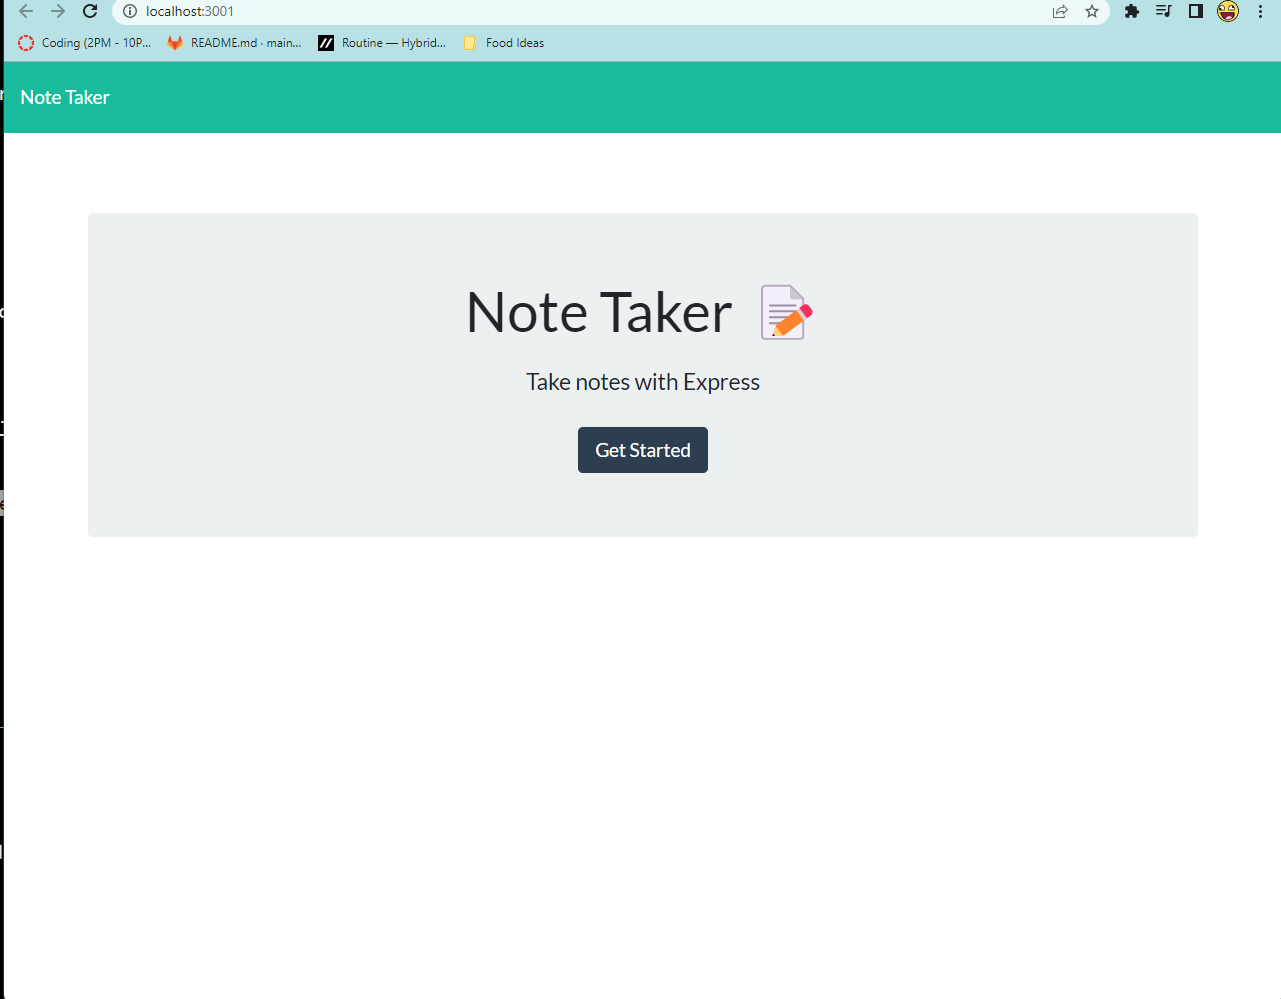 localhost:3001
Coding (2PM - 10P... README.md · main... Routine — Hybrid... Food Ideas
Note Taker
Note Taker
Take notes with Express
Get Started